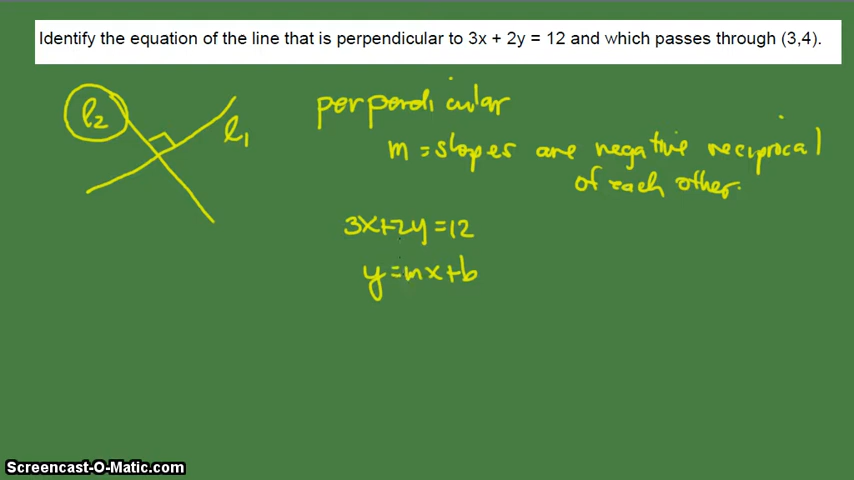 Identify the equation of the line that is perpendicular to 3x + 2y = 12 and which passes through (3,4).
l₂
l₁
perpendicular
m = slopes are negative reciprocal
of each other.
3x+2y=12
y=mx+b
Screencast-O-Matic.com